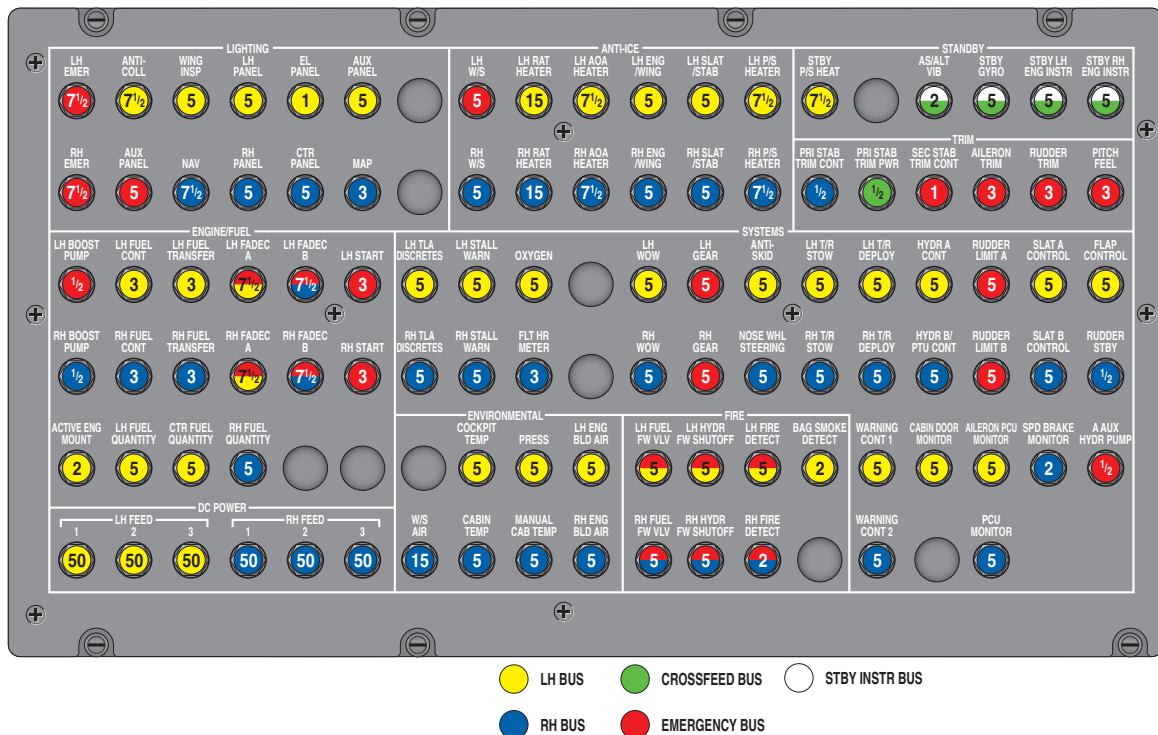 LIGHTING
LH EMER
ANTI-COLL
WING INSP
LH PANEL
EL PANEL
AUX PANEL
7½ 7½ 5 5 1 5
RH EMER
AUX PANEL
NAV
RH PANEL
CTR PANEL
MAP
7½ 5 7½ 5 5 3
ANTI-ICE
LH W/S
LH RAT HEATER
LH AOA HEATER
LH ENG /WING
LH SLAT /STAB
LH P/S HEATER
5 15 7½ 5 5 7½
RH W/S
RH RAT HEATER
RH AOA HEATER
RH ENG /WING
RH SLAT /STAB
RH P/S HEATER
5 15 7½ 5 5 7½
STANDBY
STBY P/S HEAT
AS/ALT VIB
STBY GYRO
STBY LH ENG INSTR
STBY RH ENG INSTR
7½ 2 5 5 5
TRIM
PRI STAB TRIM CONT
PRI STAB TRIM PWR
SEC STAB TRIM CONT
AILERON TRIM
RUDDER TRIM
PITCH FEEL
½ ½ 1 3 3 3
ENGINE/FUEL
LH BOOST PUMP
LH FUEL CONT
LH FUEL TRANSFER
LH FADEC A
LH FADEC B
LH START
½ 3 3 7½ 7½ 3
RH BOOST PUMP
RH FUEL CONT
RH FUEL TRANSFER
RH FADEC A
RH FADEC B
RH START
½ 3 3 7½ 7½ 3
ACTIVE ENG MOUNT
LH FUEL QUANTITY
CTR FUEL QUANTITY
RH FUEL QUANTITY
2 5 5 5
SYSTEMS
LH TLA DISCRETES
LH STALL WARN
OXYGEN
LH WOW
LH GEAR
ANTI-SKID
LH T/R STOW
LH T/R DEPLOY
HYDR A CONT
RUDDER LIMIT A
SLAT A CONTROL
FLAP CONTROL
5 5 5 5 5 5 5 5 5 5 5 5
RH TLA DISCRETES
RH STALL WARN
FLT HR METER
RH WOW
RH GEAR
NOSE WHL STEERING
RH T/R STOW
RH T/R DEPLOY
HYDR B/ PTU CONT
RUDDER LIMIT B
SLAT B CONTROL
RUDDER STBY
5 5 3 5 5 5 5 5 5 5 5 ½
WARNING CONT 1
CABIN DOOR MONITOR
AILERON PCU MONITOR
SPD BRAKE MONITOR
A AUX HYDR PUMP
5 5 5 2 ½
WARNING CONT 2
PCU MONITOR
5 5
ENVIRONMENTAL
COCKPIT TEMP
PRESS
LH ENG BLD AIR
5 5 5
W/S AIR
CABIN TEMP
MANUAL CAB TEMP
RH ENG BLD AIR
15 5 5 5
FIRE
LH FUEL FW VLV
LH HYDR FW SHUTOFF
LH FIRE DETECT
BAG SMOKE DETECT
5 5 5 2
RH FUEL FW VLV
RH HYDR FW SHUTOFF
RH FIRE DETECT
5 5 2
DC POWER
LH FEED
1 2 3
50 50 50
RH FEED
1 2 3
50 50 50
LH BUS
CROSSFEED BUS
STBY INSTR BUS
RH BUS
EMERGENCY BUS